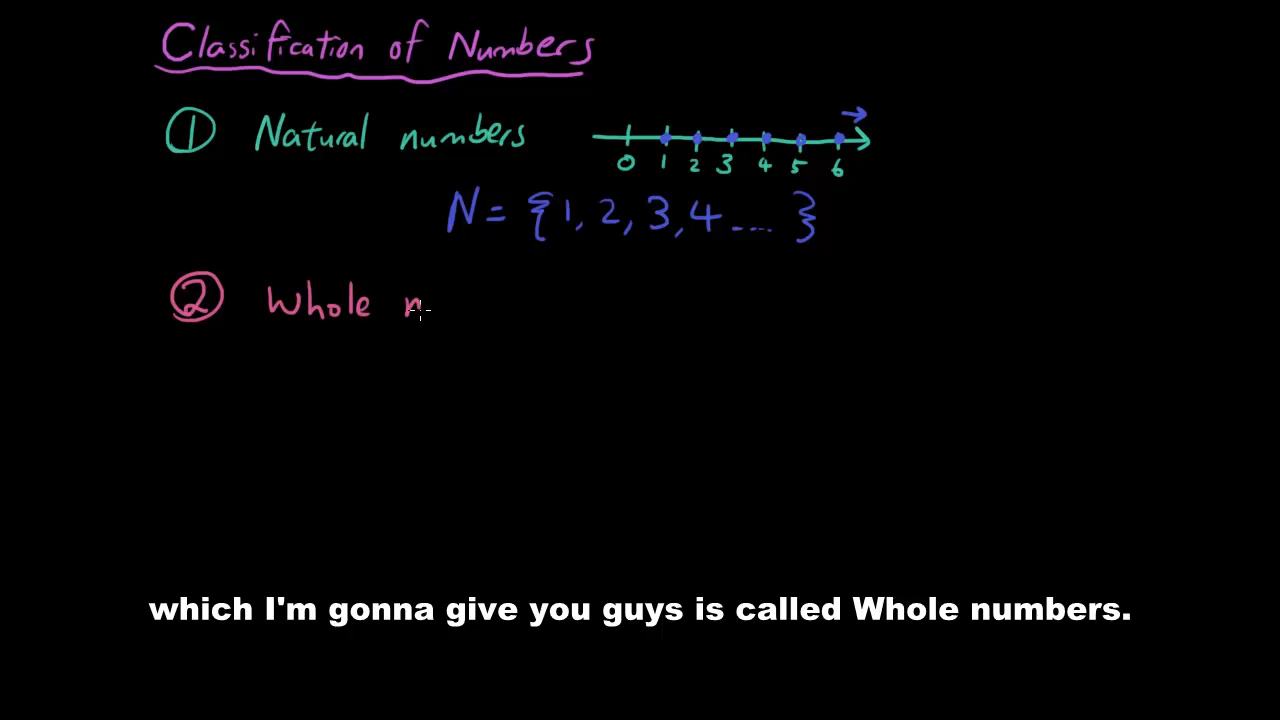 Classification of Numbers
① Natural numbers
0 1 2 3 4 5 6
N = {1, 2, 3, 4 .... }
② Whole n
which I'm gonna give you guys is called Whole numbers.